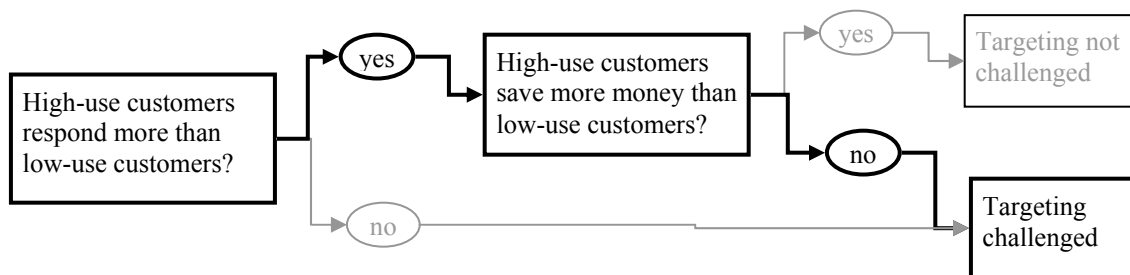 High-use customers
respond more than
low-use customers?
yes
no
High-use customers
save more money than
low-use customers?
yes
no
Targeting not
challenged
Targeting
challenged